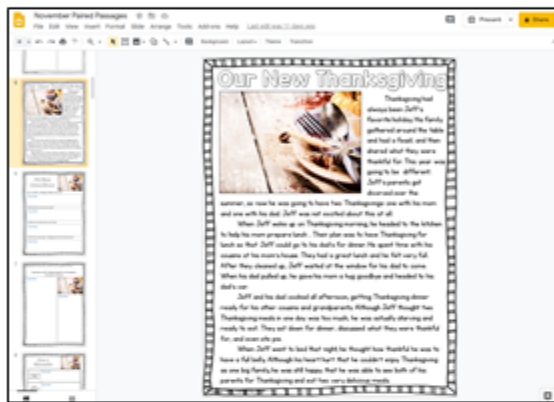 November Paired Passages
File Edit View Insert Format Slide Arrange Tools Add-ons Help Last edit was 11 days ago
Present
Share
Background Layout Theme Transition
Our New Thanksgiving
Thanksgiving had
always been Jeff's
favorite holiday. His family
gathered around the table
and had a feast, and then
shared what they were
thankful for. This year was
going to be different.
Jeff's parents got
divorced over the
summer, so now he was going to have two Thanksgivings: one with his mom
and one with his dad. Jeff was not excited about this at all.
When Jeff woke up on Thanksgiving morning, he headed to the kitchen
to help his mom prepare lunch. Their plan was to have Thanksgiving for
lunch so that Jeff could go to his dad's for dinner. He spent time with his
cousins at his mom's house. They had a great lunch and he felt very full.
After they cleaned up, Jeff waited at the window for his dad to come.
When his dad pulled up, he gave his mom a hug goodbye and headed to his
dad's car.
Jeff and his dad cooked all afternoon, getting Thanksgiving dinner
ready for his other cousins and grandparents. Although Jeff thought two
Thanksgiving meals in one day was too much, he was actually starving and
ready to eat. They sat down for dinner, discussed what they were thankful
for, and even ate pie.
When Jeff went to bed that night, he thought how thankful he was to
have a full belly. Although his heart hurt that he couldn't enjoy Thanksgiving
as one big family, he was still happy that he was able to see both of his
parents for Thanksgiving and eat two very delicious meals.